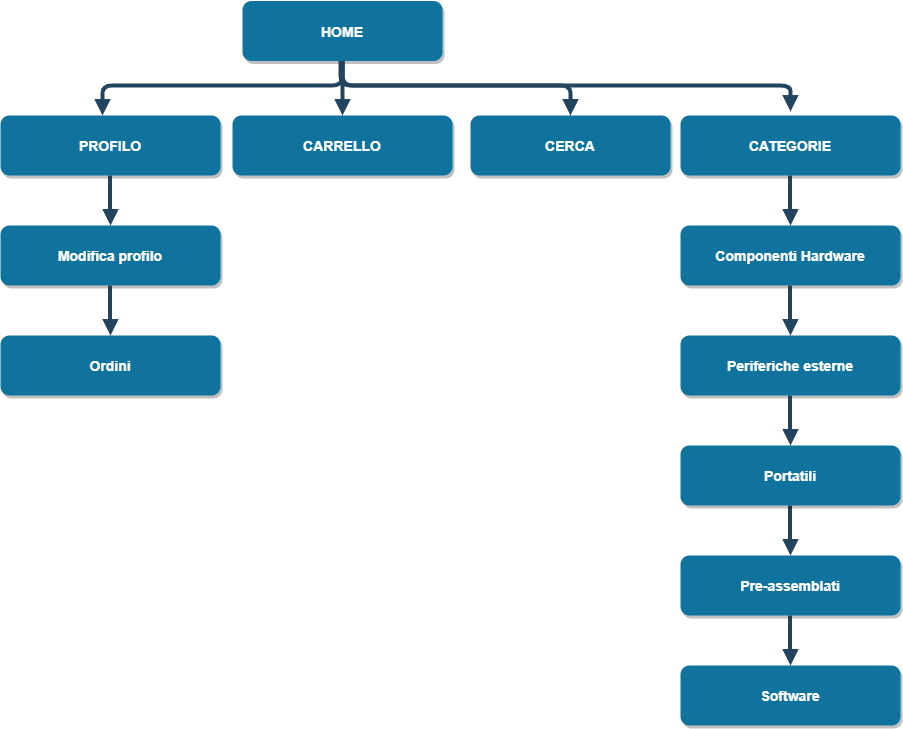 HOME
PROFILO
CARRELLO
CERCA
CATEGORIE
Modifica profilo
Componenti Hardware
Ordini
Periferiche esterne
Portatili
Pre-assemblati
Software